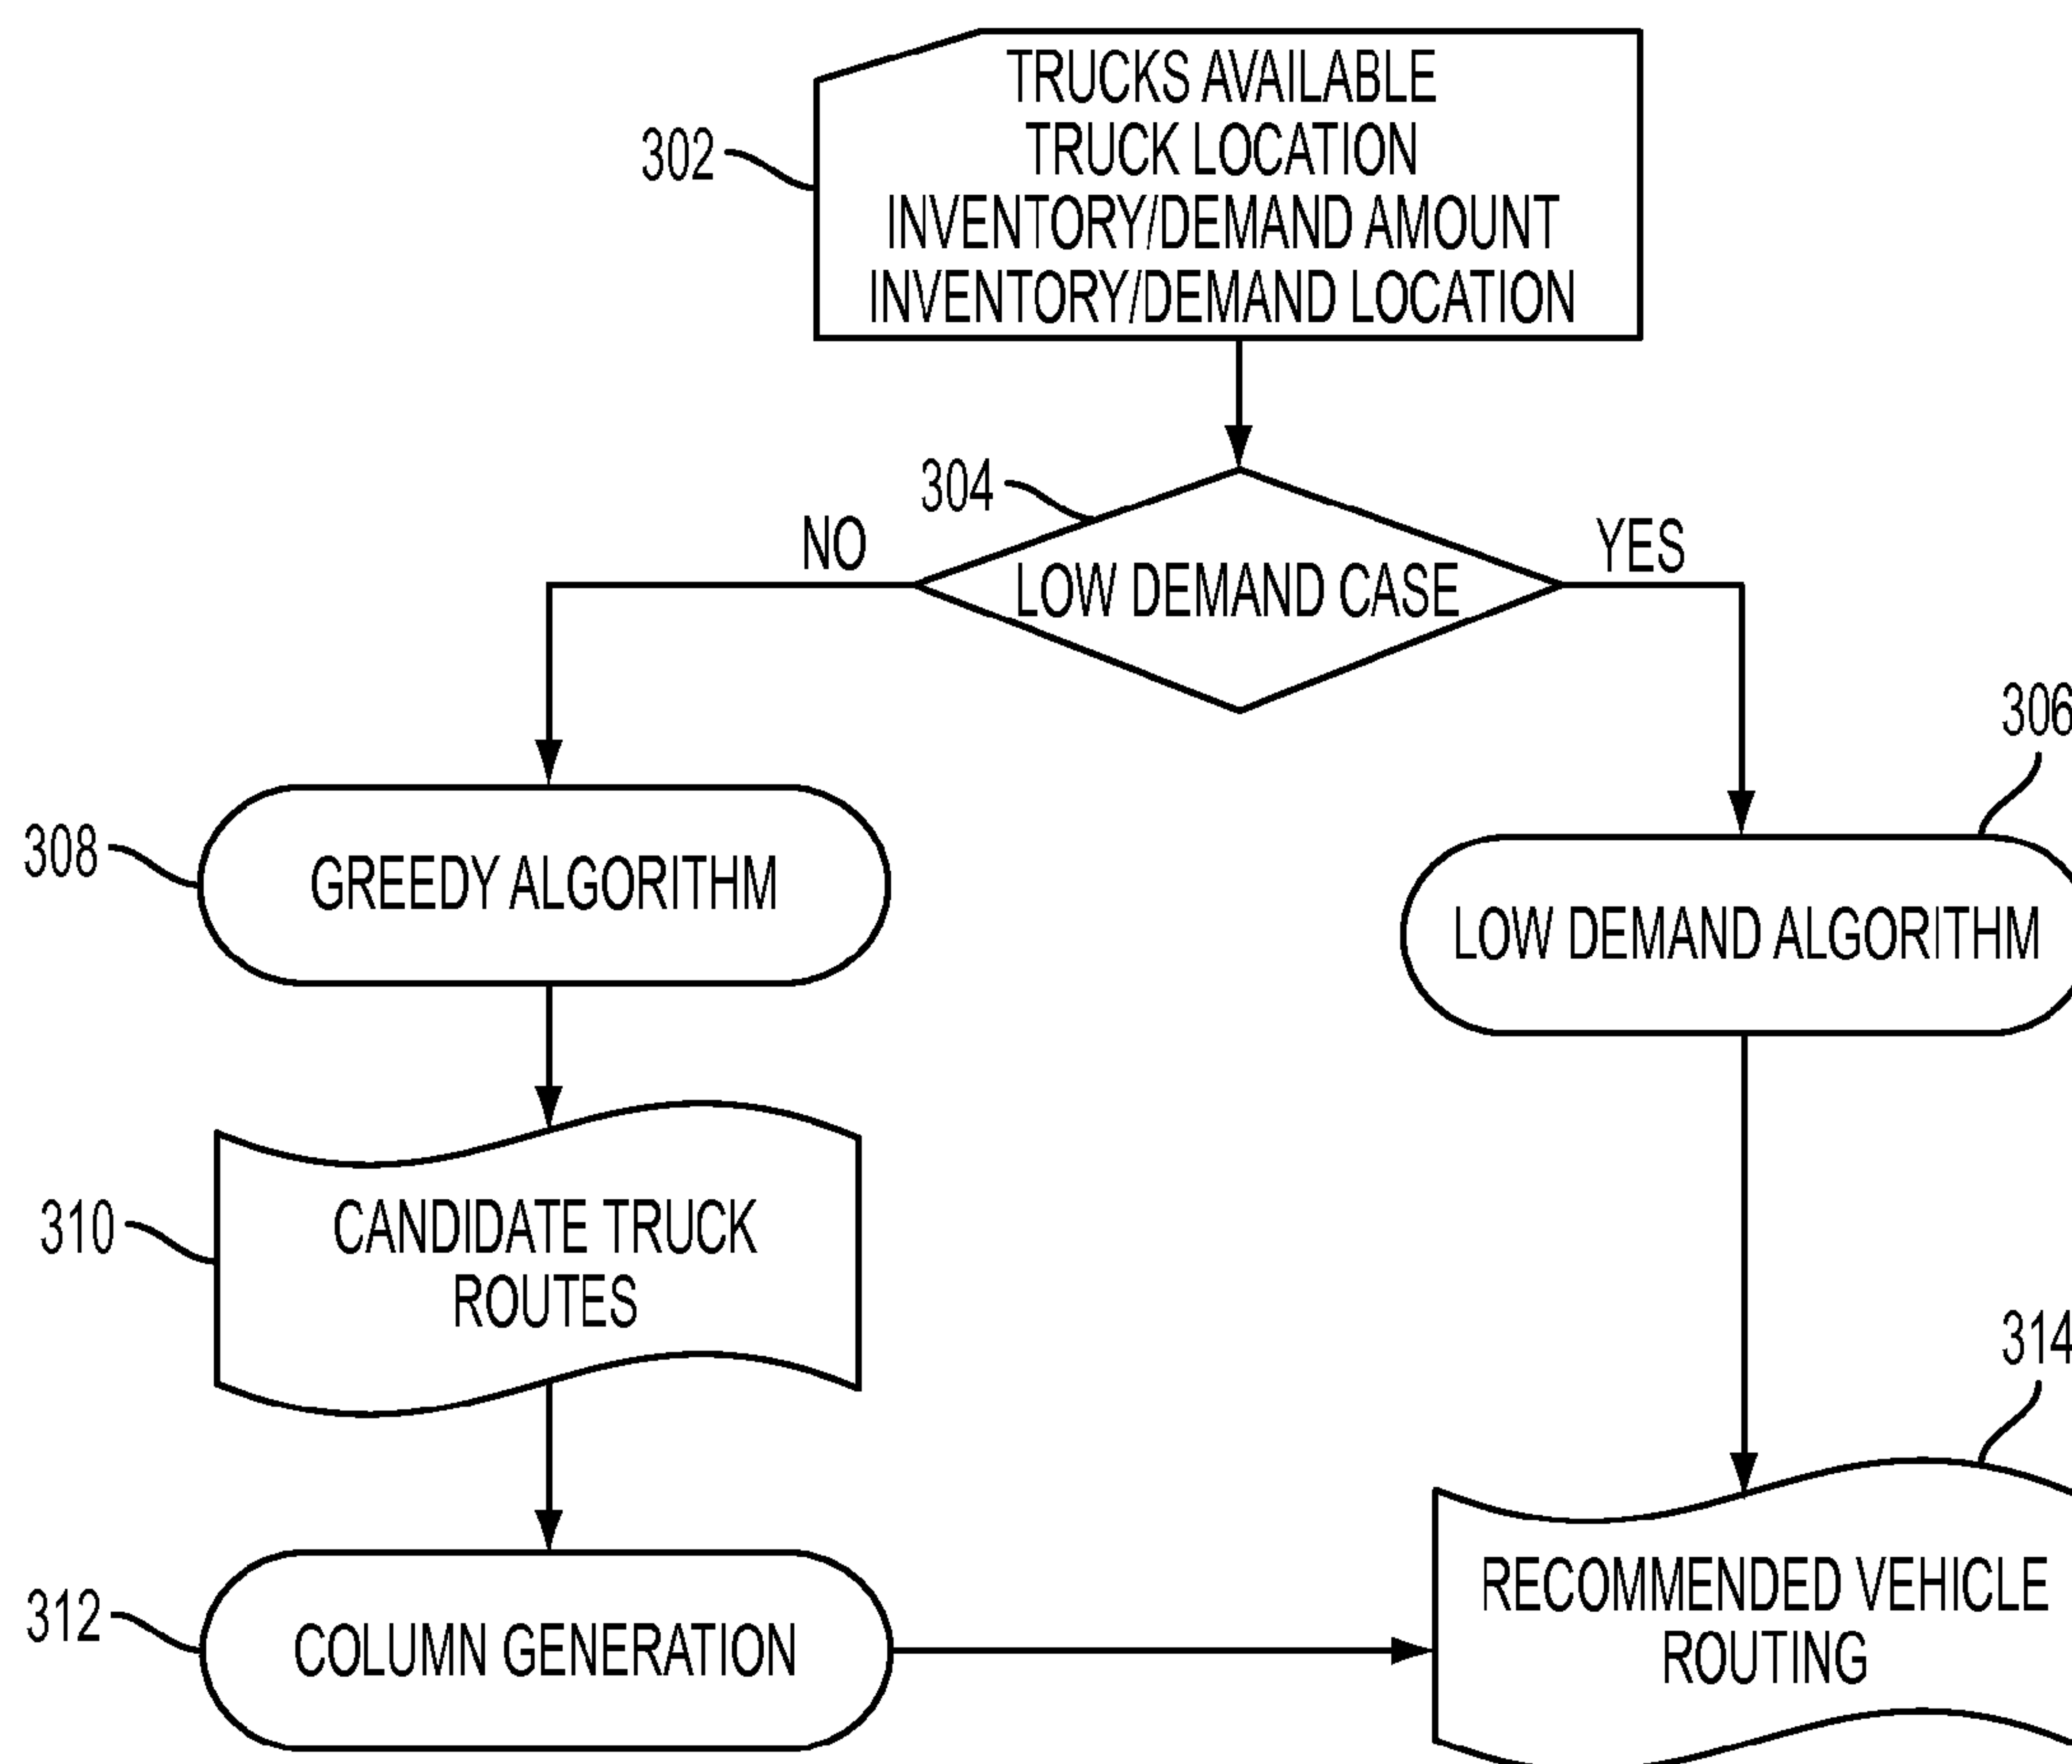 TRUCKS AVAILABLE
TRUCK LOCATION
INVENTORY/DEMAND AMOUNT
INVENTORY/DEMAND LOCATION
302
304
NO
LOW DEMAND CASE
YES
306
308
GREEDY ALGORITHM
LOW DEMAND ALGORITHM
310
CANDIDATE TRUCK
ROUTES
314
312
COLUMN GENERATION
RECOMMENDED VEHICLE
ROUTING